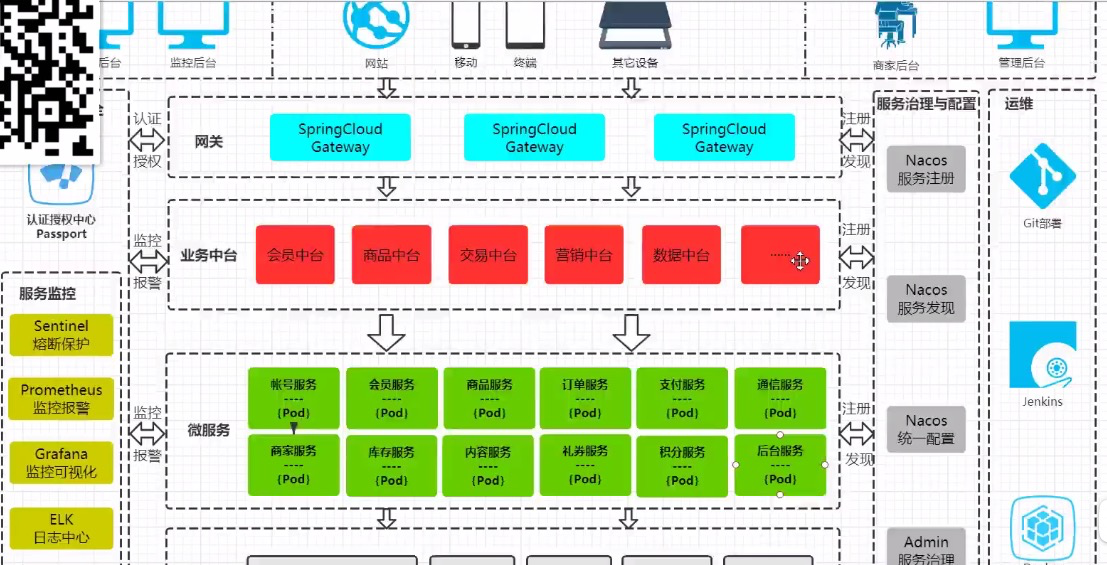 后台
监控后台
网站
移动
终端
其它设备
商家后台
管理后台
认证
授权
网关
SpringCloud
Gateway
SpringCloud
Gateway
SpringCloud
Gateway
注册
发现
服务治理与配置
运维
Nacos
服务注册
Git部署
认证授权中心
Passport
监控
报警
业务中台
会员中台
商品中台
交易中台
营销中台
数据中台
......
注册
发现
Nacos
服务发现
服务监控
Sentinel
熔断保护
Prometheus
监控报警
Grafana
监控可视化
ELK
日志中心
监控
报警
微服务
帐号服务
----
{Pod}
会员服务
----
{Pod}
商品服务
----
{Pod}
订单服务
----
{Pod}
支付服务
----
{Pod}
通信服务
----
{Pod}
商家服务
----
{Pod}
库存服务
----
{Pod}
内容服务
----
{Pod}
礼券服务
----
{Pod}
积分服务
----
{Pod}
后台服务
----
{Pod}
注册
发现
Nacos
统一配置
Jenkins
Admin
服务治理